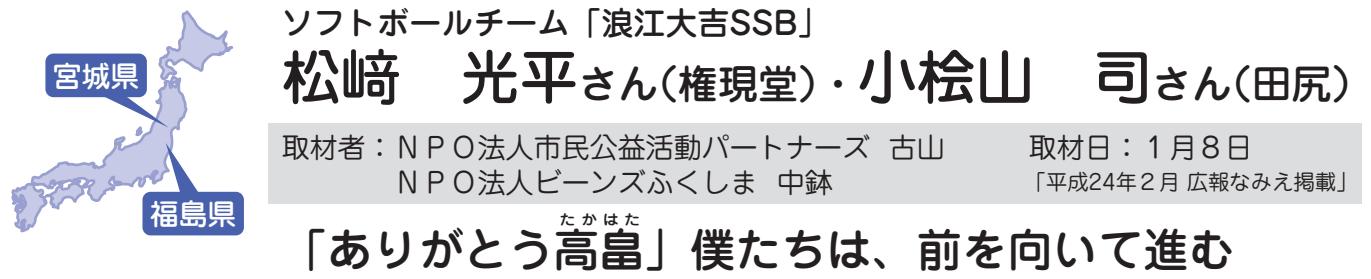 宮城県
福島県
ソフトボールチーム「浪江大吉SSB」
松﨑　光平さん(権現堂)・小桧山　司さん(田尻)
取材者：ＮＰＯ法人市民公益活動パートナーズ 古山　取材日：１月８日
ＮＰＯ法人ビーンズふくしま 中鉢　「平成24年２月 広報なみえ掲載」
たかはた
「ありがとう高畠」僕たちは、前を向いて進む